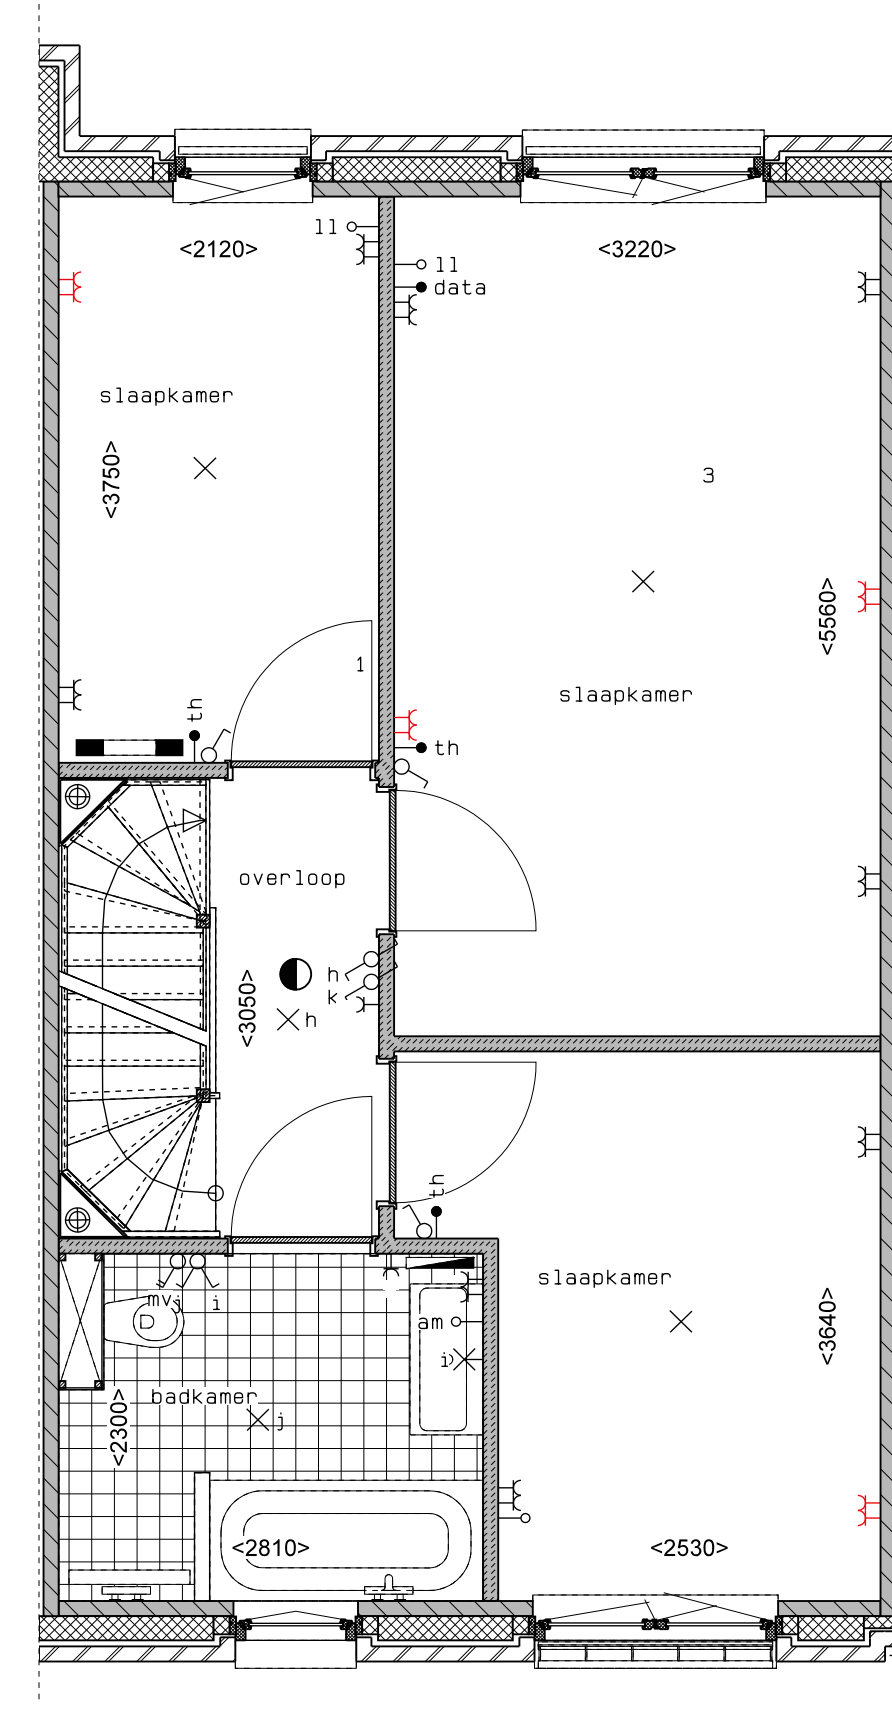 ll
<2120>
<3220>
ll
data
slaapkamer
<3750>
3
<5560>
1
slaapkamer
th
th
overloop
<3050>
h
k
h
th
slaapkamer
<3640>
mv
j
i
am
i
badkamer
j
<2300>
<2810>
<2530>